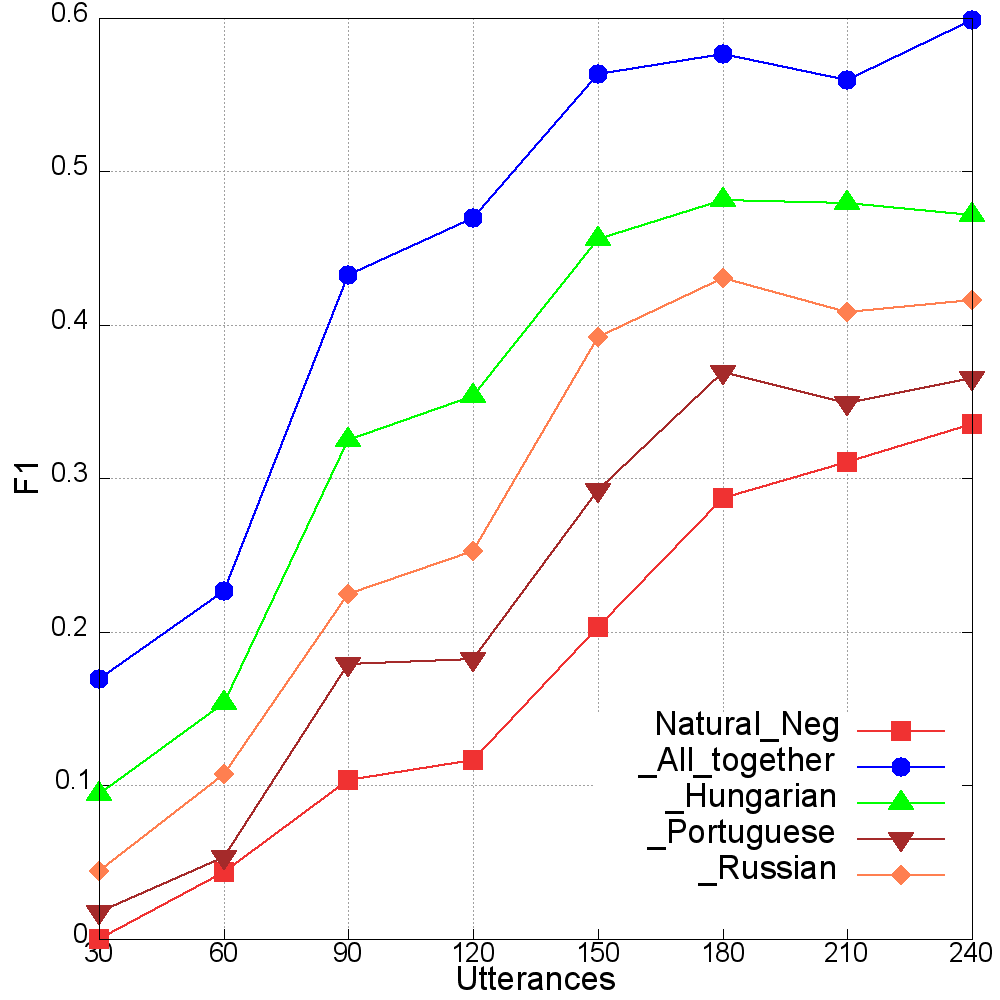 0.6
0.5
0.4
0.3
0.2
0.1
0
F1
30 60 90 120 150 180 210 240
Utterances
Natural_Neg
_All_together
_Hungarian
_Portuguese
_Russian